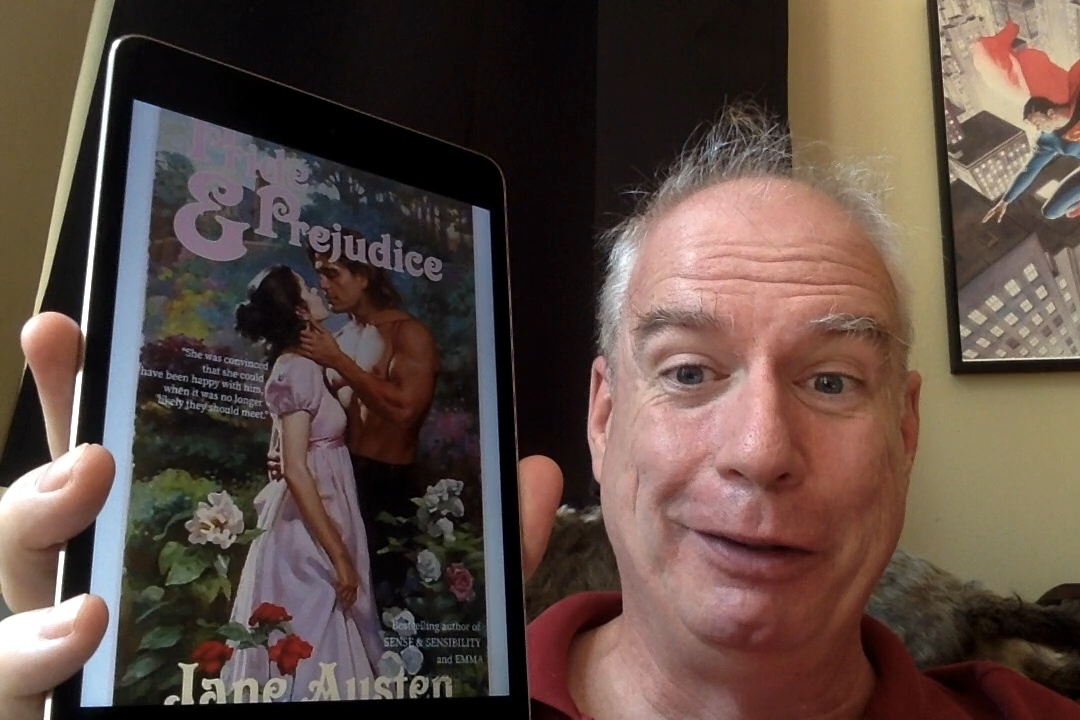 Pride
& Prejudice
"She was convinced
that she could
have been happy with him,
when it was no longer
likely they should meet."
Bestselling author of
SENSE & SENSIBILITY
and EMMA
Jane Austen